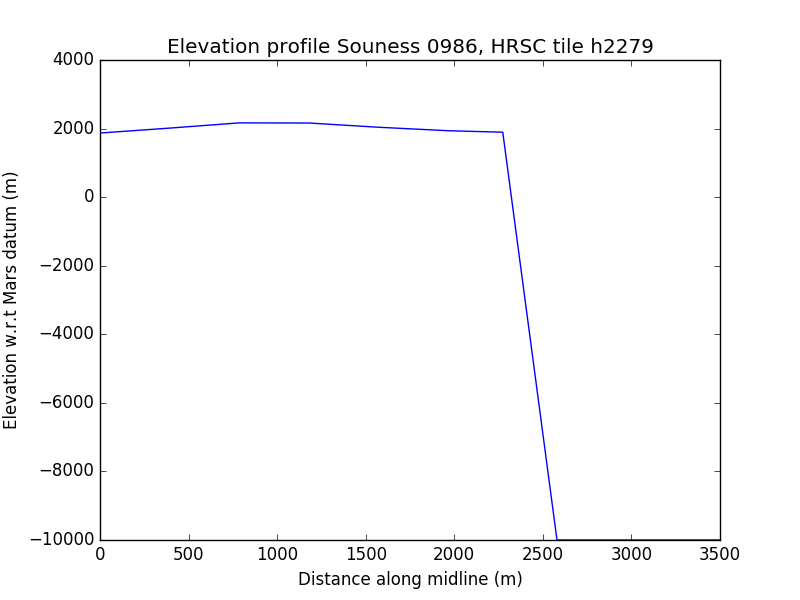 Elevation profile Souness 0986, HRSC tile h2279
4000
2000
0
−2000
−4000
−6000
−8000
−10000
Elevation w.r.t Mars datum (m)
0 500 1000 1500 2000 2500 3000 3500
Distance along midline (m)